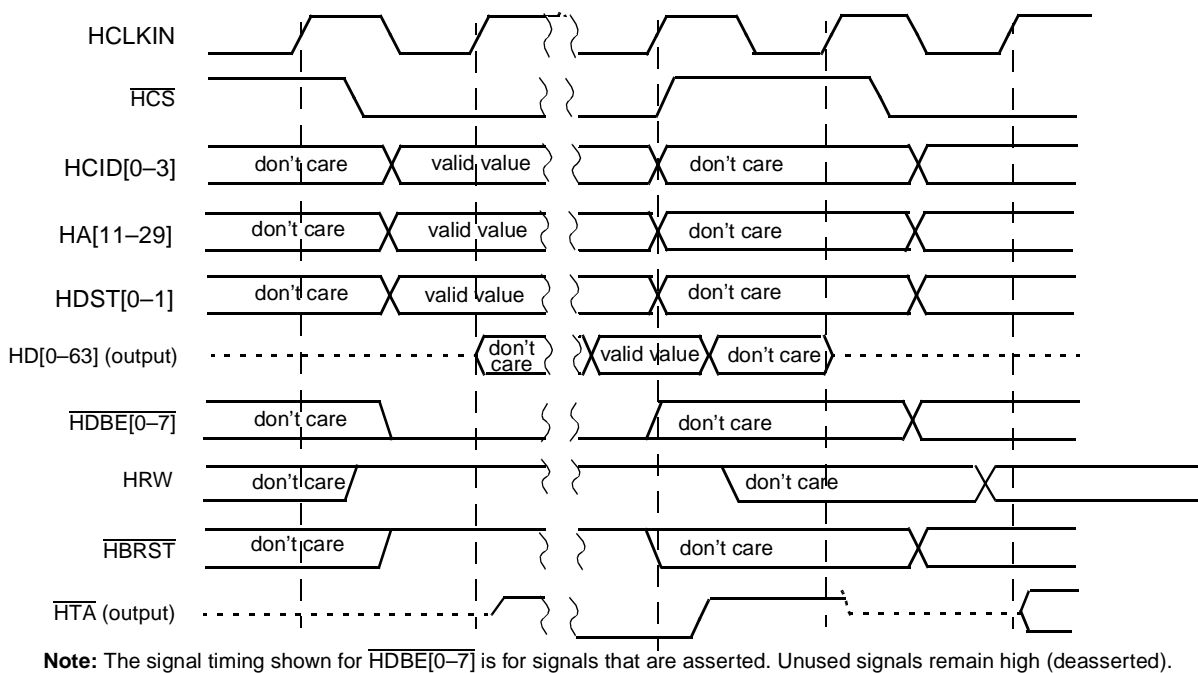 HCLKIN
HCS
HCID[0–3] don't care valid value don't care
HA[11–29] don't care valid value don't care
HDST[0–1] don't care valid value don't care
HD[0–63] (output) don't care valid value don't care
HDBE[0–7] don't care don't care
HRW don't care don't care
HBRST don't care don't care
HTA (output)
Note: The signal timing shown for HDBE[0–7] is for signals that are asserted. Unused signals remain high (deasserted).